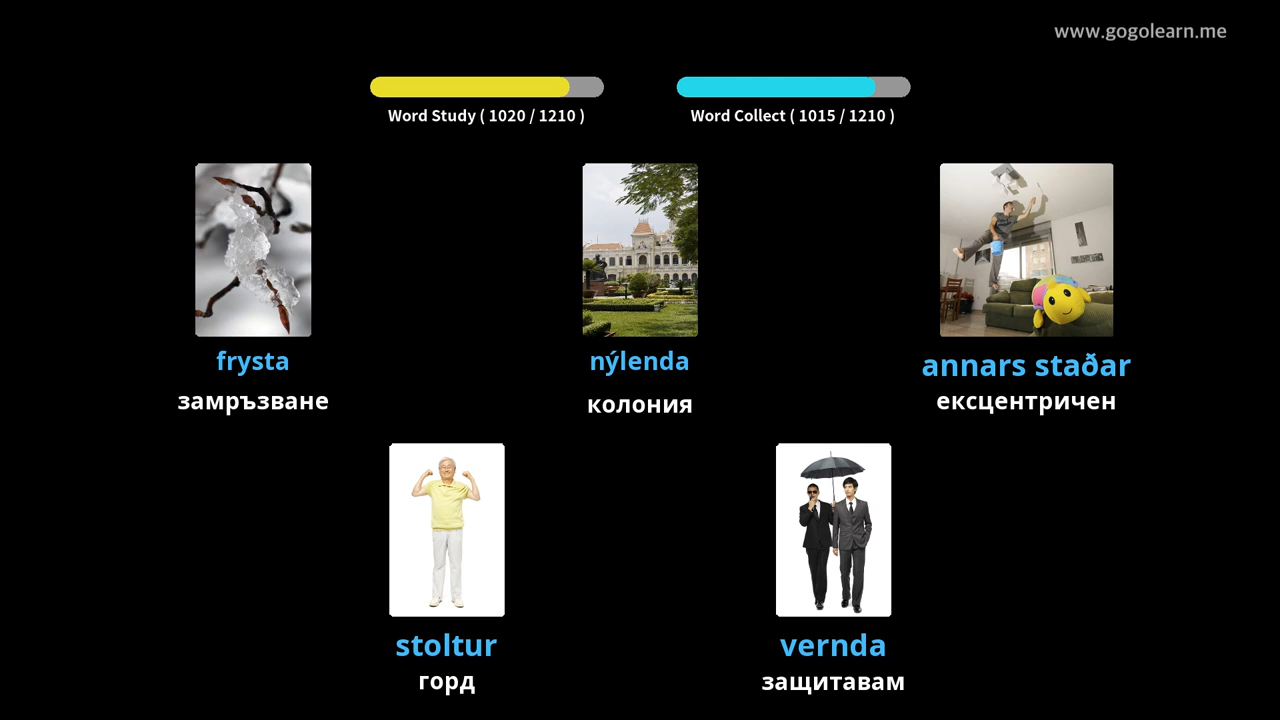 www.gogolearn.me
Word Study ( 1020 / 1210 )
Word Collect ( 1015 / 1210 )
frysta
замръзване
nýlenda
колония
annars staðar
ексцентричен
stoltur
горд
vernda
защитавам